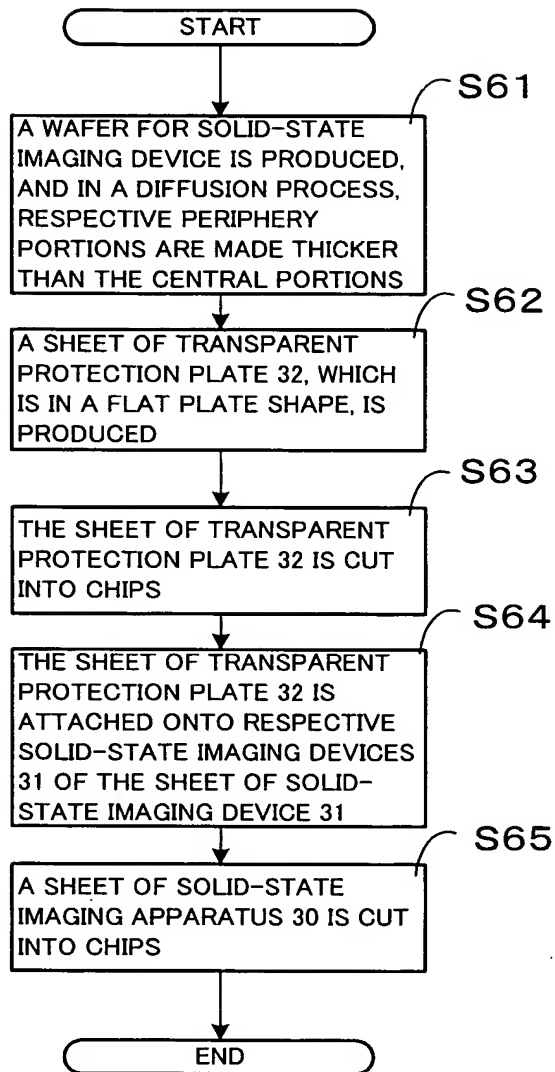 START
S61
A WAFER FOR SOLID-STATE
IMAGING DEVICE IS PRODUCED,
AND IN A DIFFUSION PROCESS,
RESPECTIVE PERIPHERY
PORTIONS ARE MADE THICKER
THAN THE CENTRAL PORTIONS
S62
A SHEET OF TRANSPARENT
PROTECTION PLATE 32, WHICH
IS IN A FLAT PLATE SHAPE, IS
PRODUCED
S63
THE SHEET OF TRANSPARENT
PROTECTION PLATE 32 IS CUT
INTO CHIPS
S64
THE SHEET OF TRANSPARENT
PROTECTION PLATE 32 IS
ATTACHED ONTO RESPECTIVE
SOLID-STATE IMAGING DEVICES
31 OF THE SHEET OF SOLID-
STATE IMAGING DEVICE 31
S65
A SHEET OF SOLID-STATE
IMAGING APPARATUS 30 IS CUT
INTO CHIPS
END